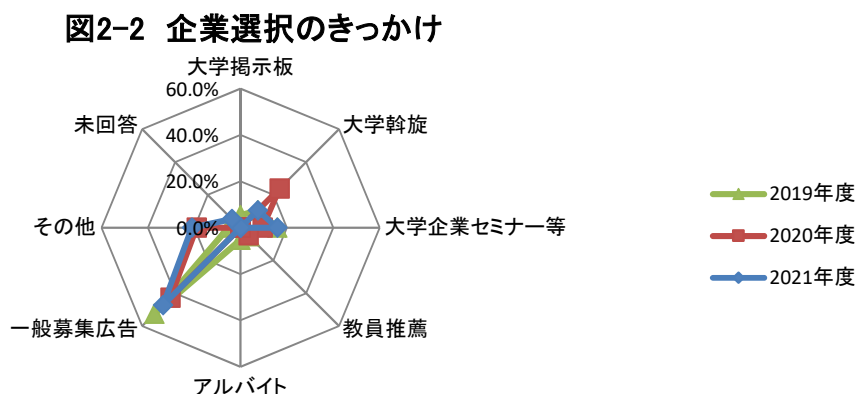 図2-2 企業選択のきっかけ
大学掲示板
60.0%
未回答
40.0%
大学斡旋
20.0%
その他
0.0%
大学企業セミナー等
一般募集広告
教員推薦
アルバイト
2019年度
2020年度
2021年度